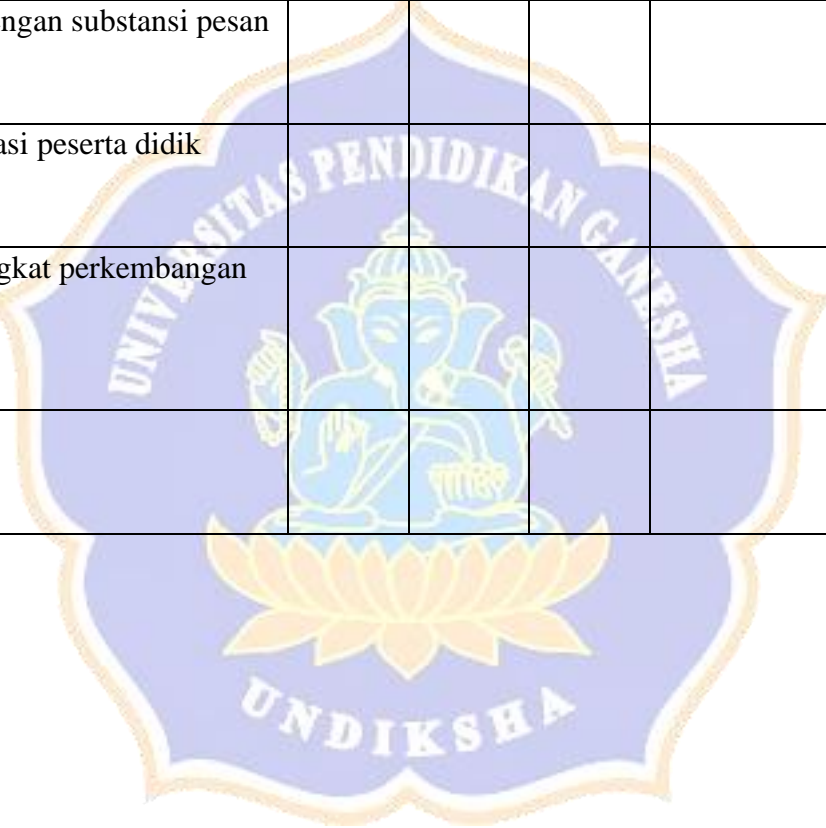 ngan substansi pesan
asi peserta didik
gkat perkembangan
UNIVERSITAS PENDIDIKAN GANESHA
UNDIKSHA